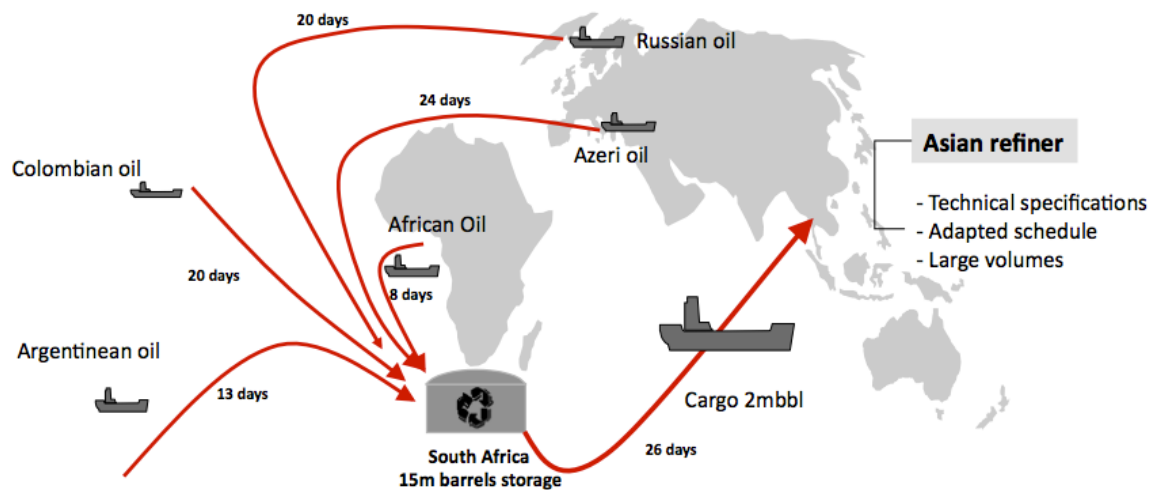 20 days
Russian oil
24 days
Azeri oil
Asian refiner
Colombian oil
- Technical specifications
- Adapted schedule
- Large volumes
African Oil
20 days
8 days
Argentinean oil
13 days
Cargo 2mbbl
26 days
South Africa
15m barrels storage